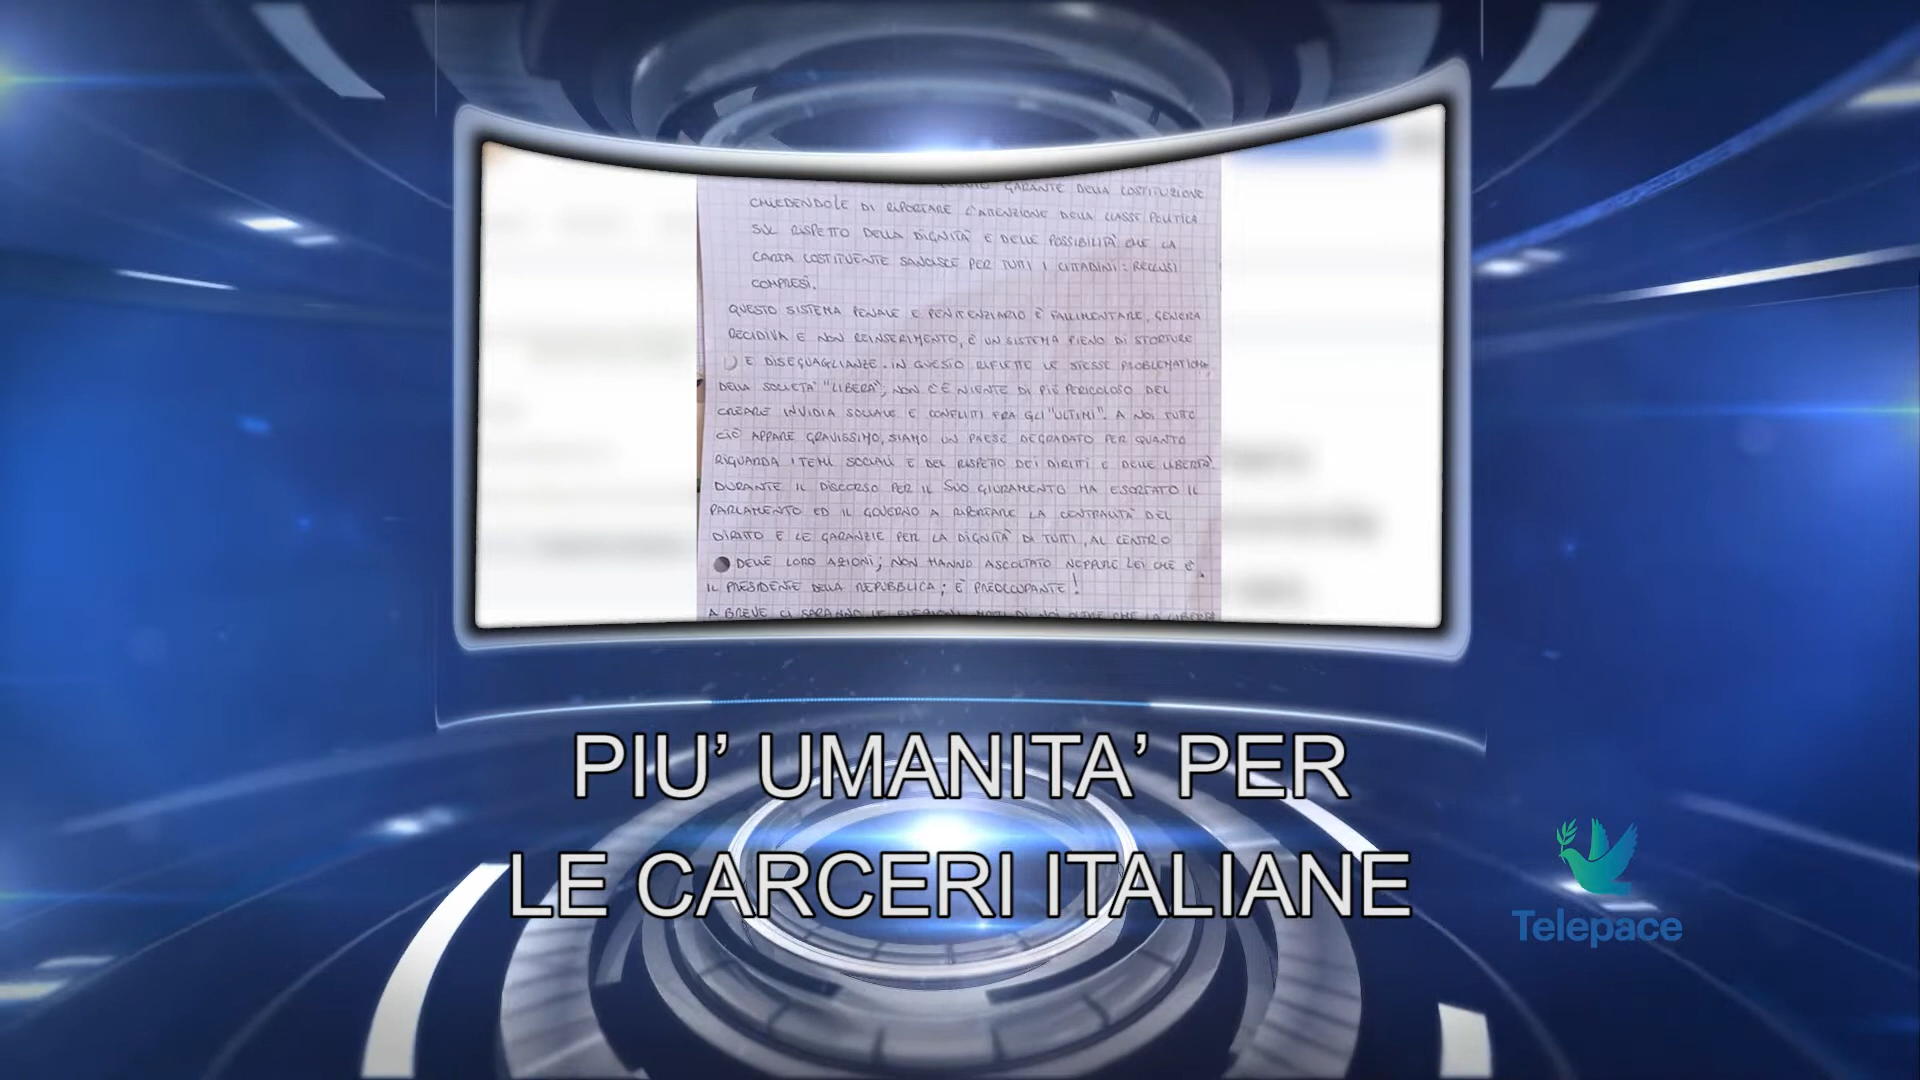 GARANTE DELLA COSTITUZIONE
CHIEDENDOLE DI RIPORTARE L'ATTENZIONE DELLA CLASSE POLITICA
SUL RISPETTO DELLA DIGNITÀ E DELLE POSSIBILITÀ CHE LA
CARTA COSTITUENTE SANCISCE PER TUTTI I CITTADINI: RECLUSI
COMPRESI.
QUESTO SISTEMA PENALE E PENITENZIARIO È FALLIMENTARE, GENERA
RECIDIVA E NON REINSERIMENTO, È UN SISTEMA PIENO DI STORTURE
E DISEGUAGLIANZE. IN QUESTO RIFLETTE LE STESSE PROBLEMATICHE
DELLA SOCIETÀ "LIBERA", NON C'È NIENTE DI PIÙ PERICOLOSO DEL
CREARE INVIDIA SOCIALE E CONFLITTI FRA GLI "ULTIMI". A NOI TUTTO
CIÒ APPARE GRAVISSIMO, SIAMO UN PAESE DEGRADATO PER QUANTO
RIGUARDA I TEMI SOCIALI E DEL RISPETTO DEI DIRITTI E DELLE LIBERTÀ.
DURANTE IL DISCORSO PER IL SUO GIURAMENTO HA ESORTATO IL
PARLAMENTO ED IL GOVERNO A RIPORTARE LA CENTRALITÀ DEL
DIRITTO E LE GARANZIE PER LA DIGNITÀ DI TUTTI, AL CENTRO
DELLE LORO AZIONI; NON HANNO ASCOLTATO NEPPURE LEI CHE È
IL PRESIDENTE DELLA REPUBBLICA; È PREOCCUPANTE!
A BREVE CI SARANNO LE
PIU' UMANITA' PER
LE CARCERI ITALIANE
Telepace